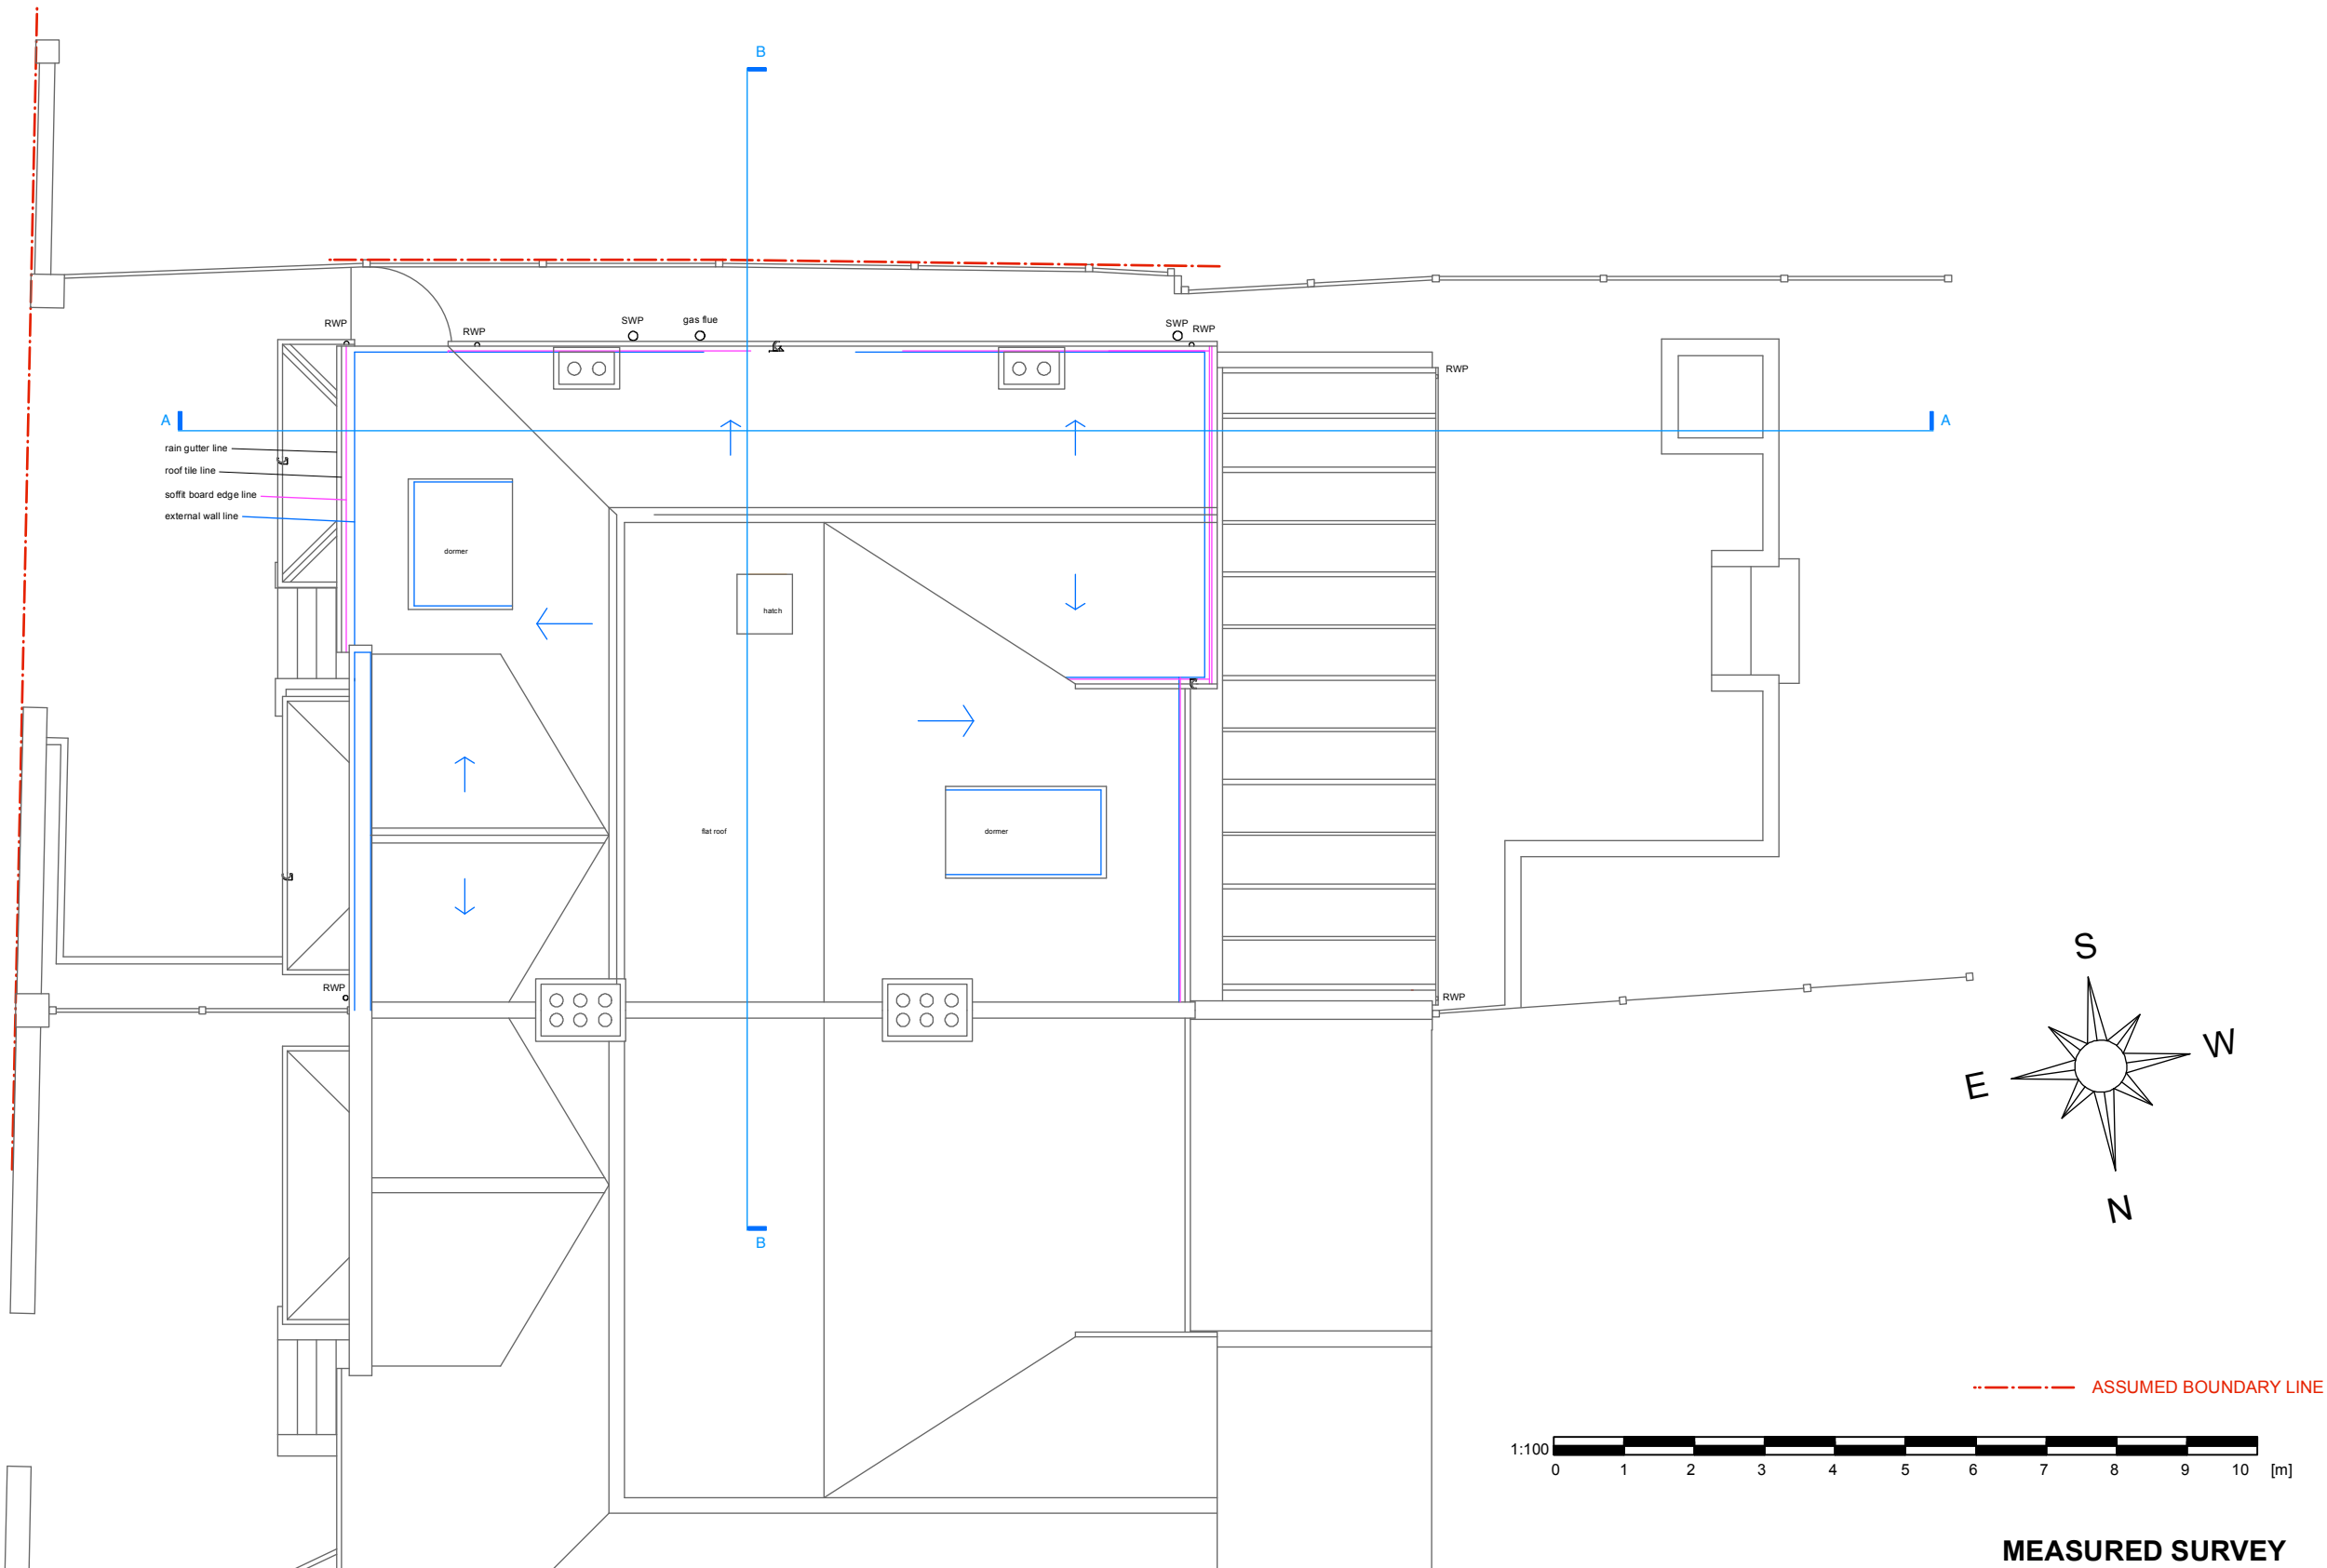 B
RWP
RWP
SWP
gas flue
SWP
RWP
RWP
A
A
rain gutter line
roof tile line
soffit board edge line
external wall line
dormer
hatch
flat roof
dormer
RWP
RWP
S
W
E
N
B
ASSUMED BOUNDARY LINE
1:100
0 1 2 3 4 5 6 7 8 9 10 [m]
MEASURED SURVEY